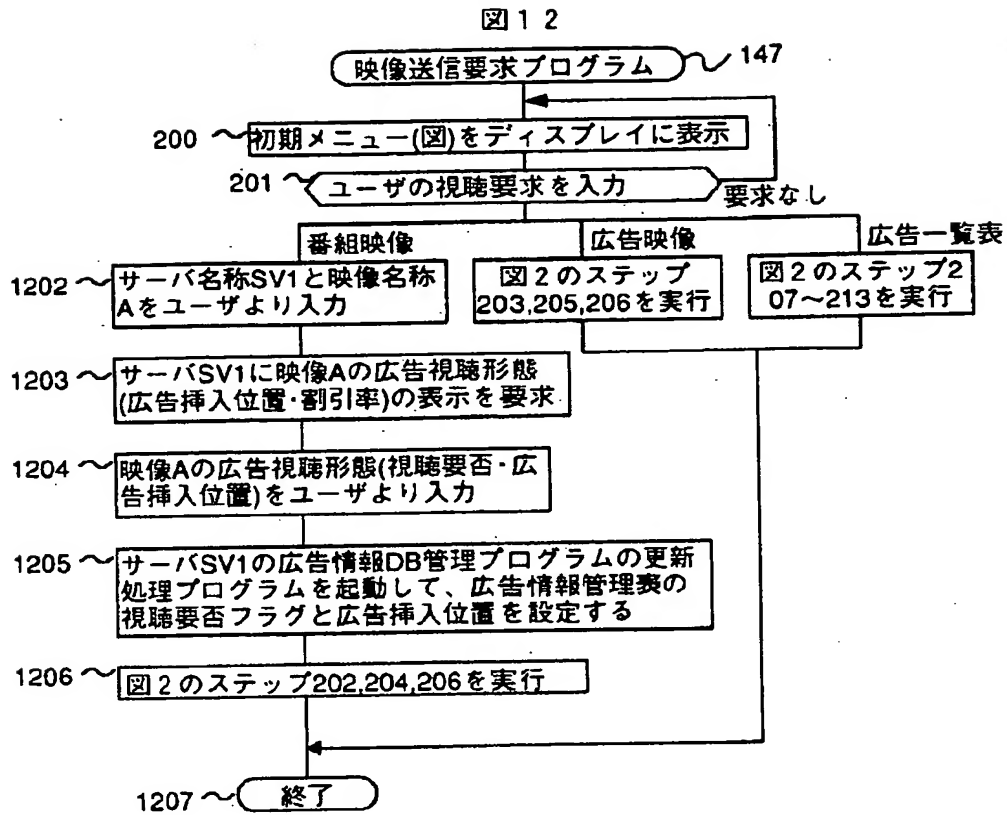 図12
映像送信要求プログラム
147
200
初期メニュー(図)をディスプレイに表示
201
ユーザの視聴要求を入力
要求なし
番組映像
広告映像
広告一覧表
1202
サーバ名称SV1と映像名称
Aをユーザより入力
図2のステップ
203,205,206を実行
図2のステップ2
07～213を実行
1203
サーバSV1に映像Aの広告視聴形態
(広告挿入位置・割引率)の表示を要求
1204
映像Aの広告視聴形態(視聴要否・広
告挿入位置)をユーザより入力
1205
サーバSV1の広告情報DB管理プログラムの更新
処理プログラムを起動して、広告情報管理表の
視聴要否フラグと広告挿入位置を設定する
1206
図2のステップ202,204,206を実行
1207
終了